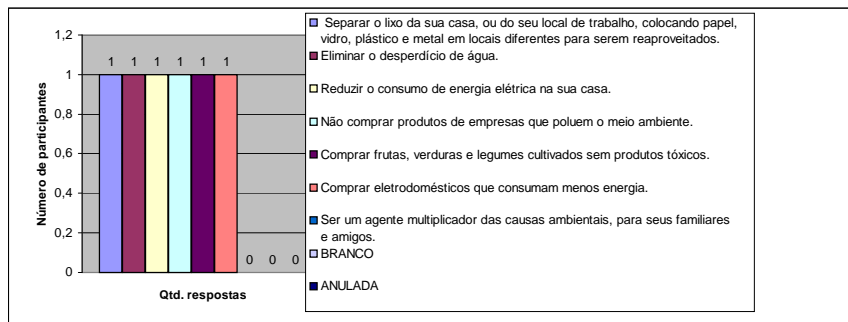 Número de participantes
1,2
1
0,8
0,6
0,4
0,2
0
1 1 1 1 1 1
0 0 0
Qtd. respostas
Separar o lixo da sua casa, ou do seu local de trabalho, colocando papel,
vidro, plástico e metal em locais diferentes para serem reaproveitados.
Eliminar o desperdício de água.
Reduzir o consumo de energia elétrica na sua casa.
Não comprar produtos de empresas que poluem o meio ambiente.
Comprar frutas, verduras e legumes cultivados sem produtos tóxicos.
Comprar eletrodomésticos que consumam menos energia.
Ser um agente multiplicador das causas ambientais, para seus familiares
e amigos.
BRANCO
ANULADA